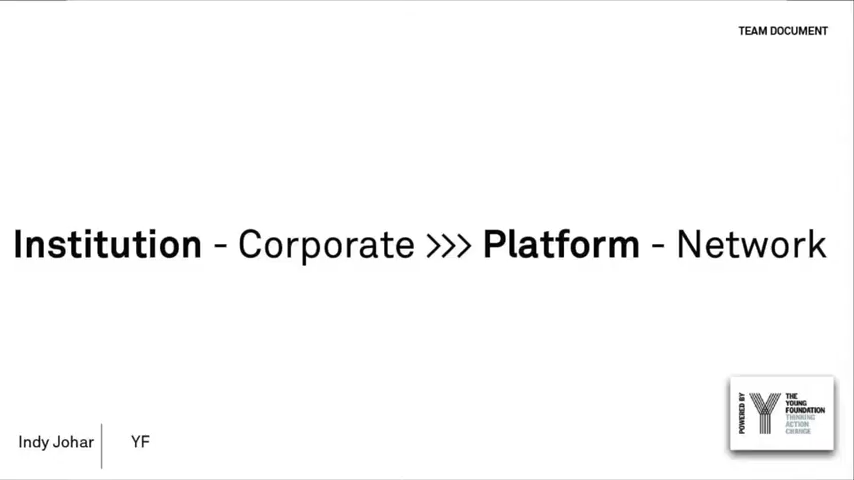 TEAM DOCUMENT
Institution - Corporate >>> Platform - Network
Indy Johar
YF
POWERED BY
THE
YOUNG
FOUNDATION
THINKING
ACTION
CHANGE